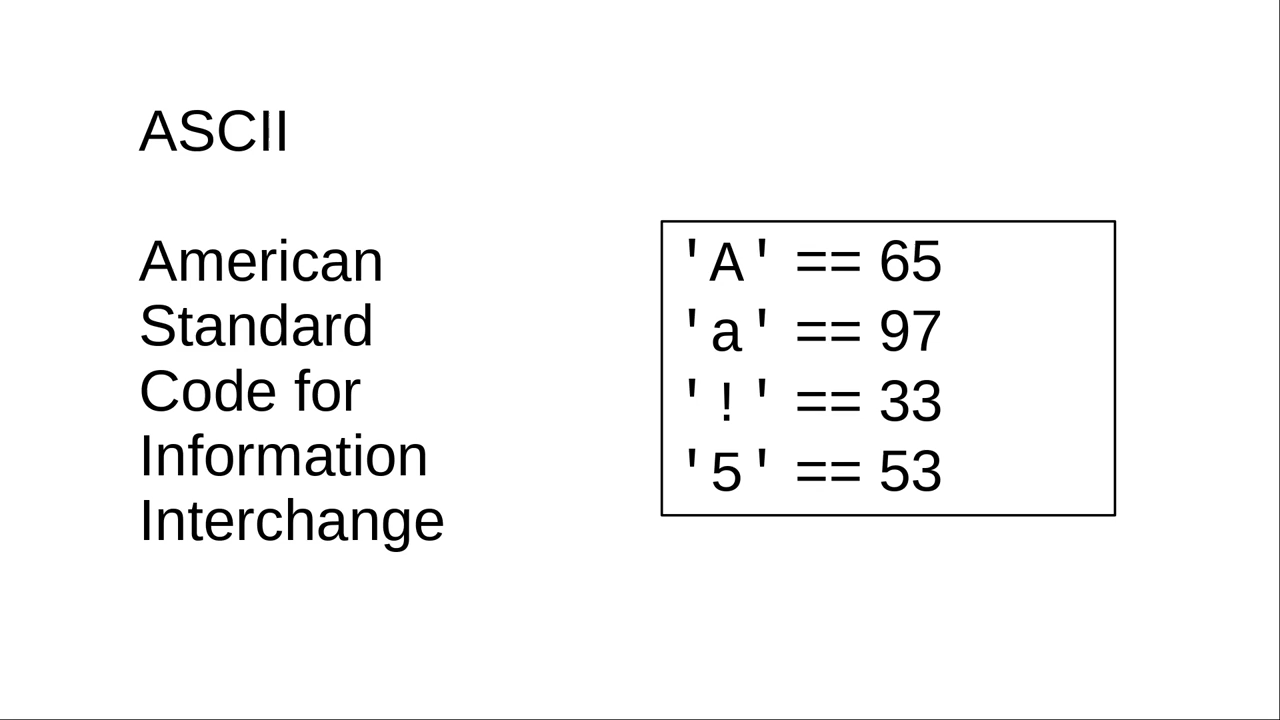 ASCII
American
Standard
Code for
Information
Interchange
'A' == 65
'a' == 97
'!' == 33
'5' == 53